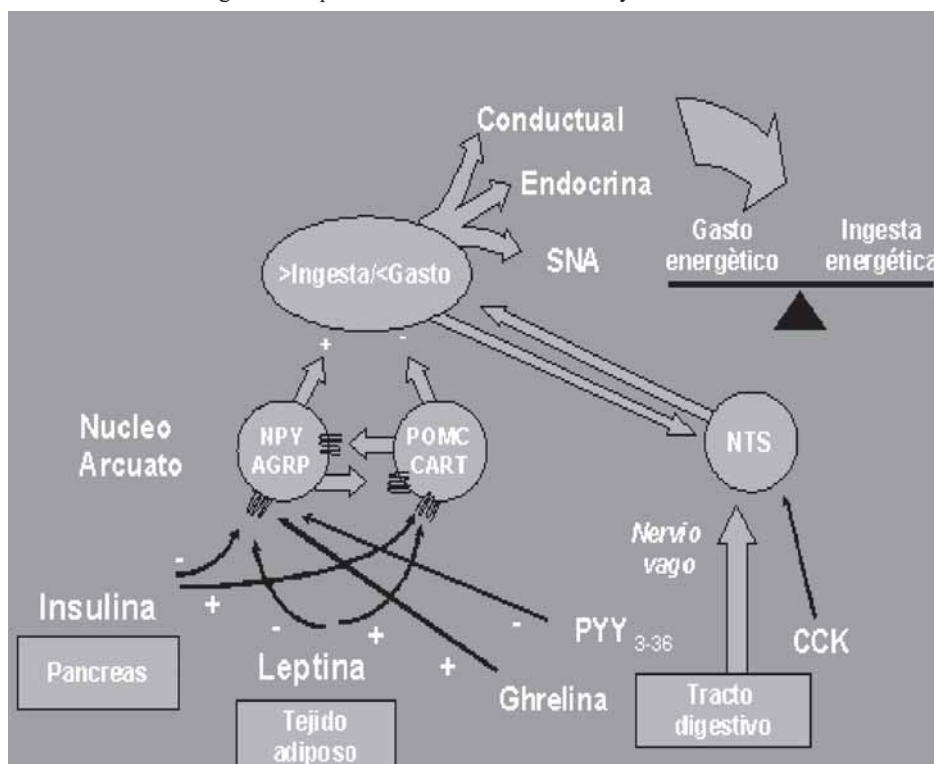 Conductual
Endocrina
SNA
Gasto
energètico
Ingesta
energética
>Ingesta/<Gasto
+
-
Nucleo
Arcuato
NPY
AGRP
POMC
CART
NTS
Nervio
vago
-
+
Insulina
Pancreas
-
+
Leptina
Tejido
adiposo
-
PYY 3-36
+
Ghrelina
CCK
Tracto
digestivo